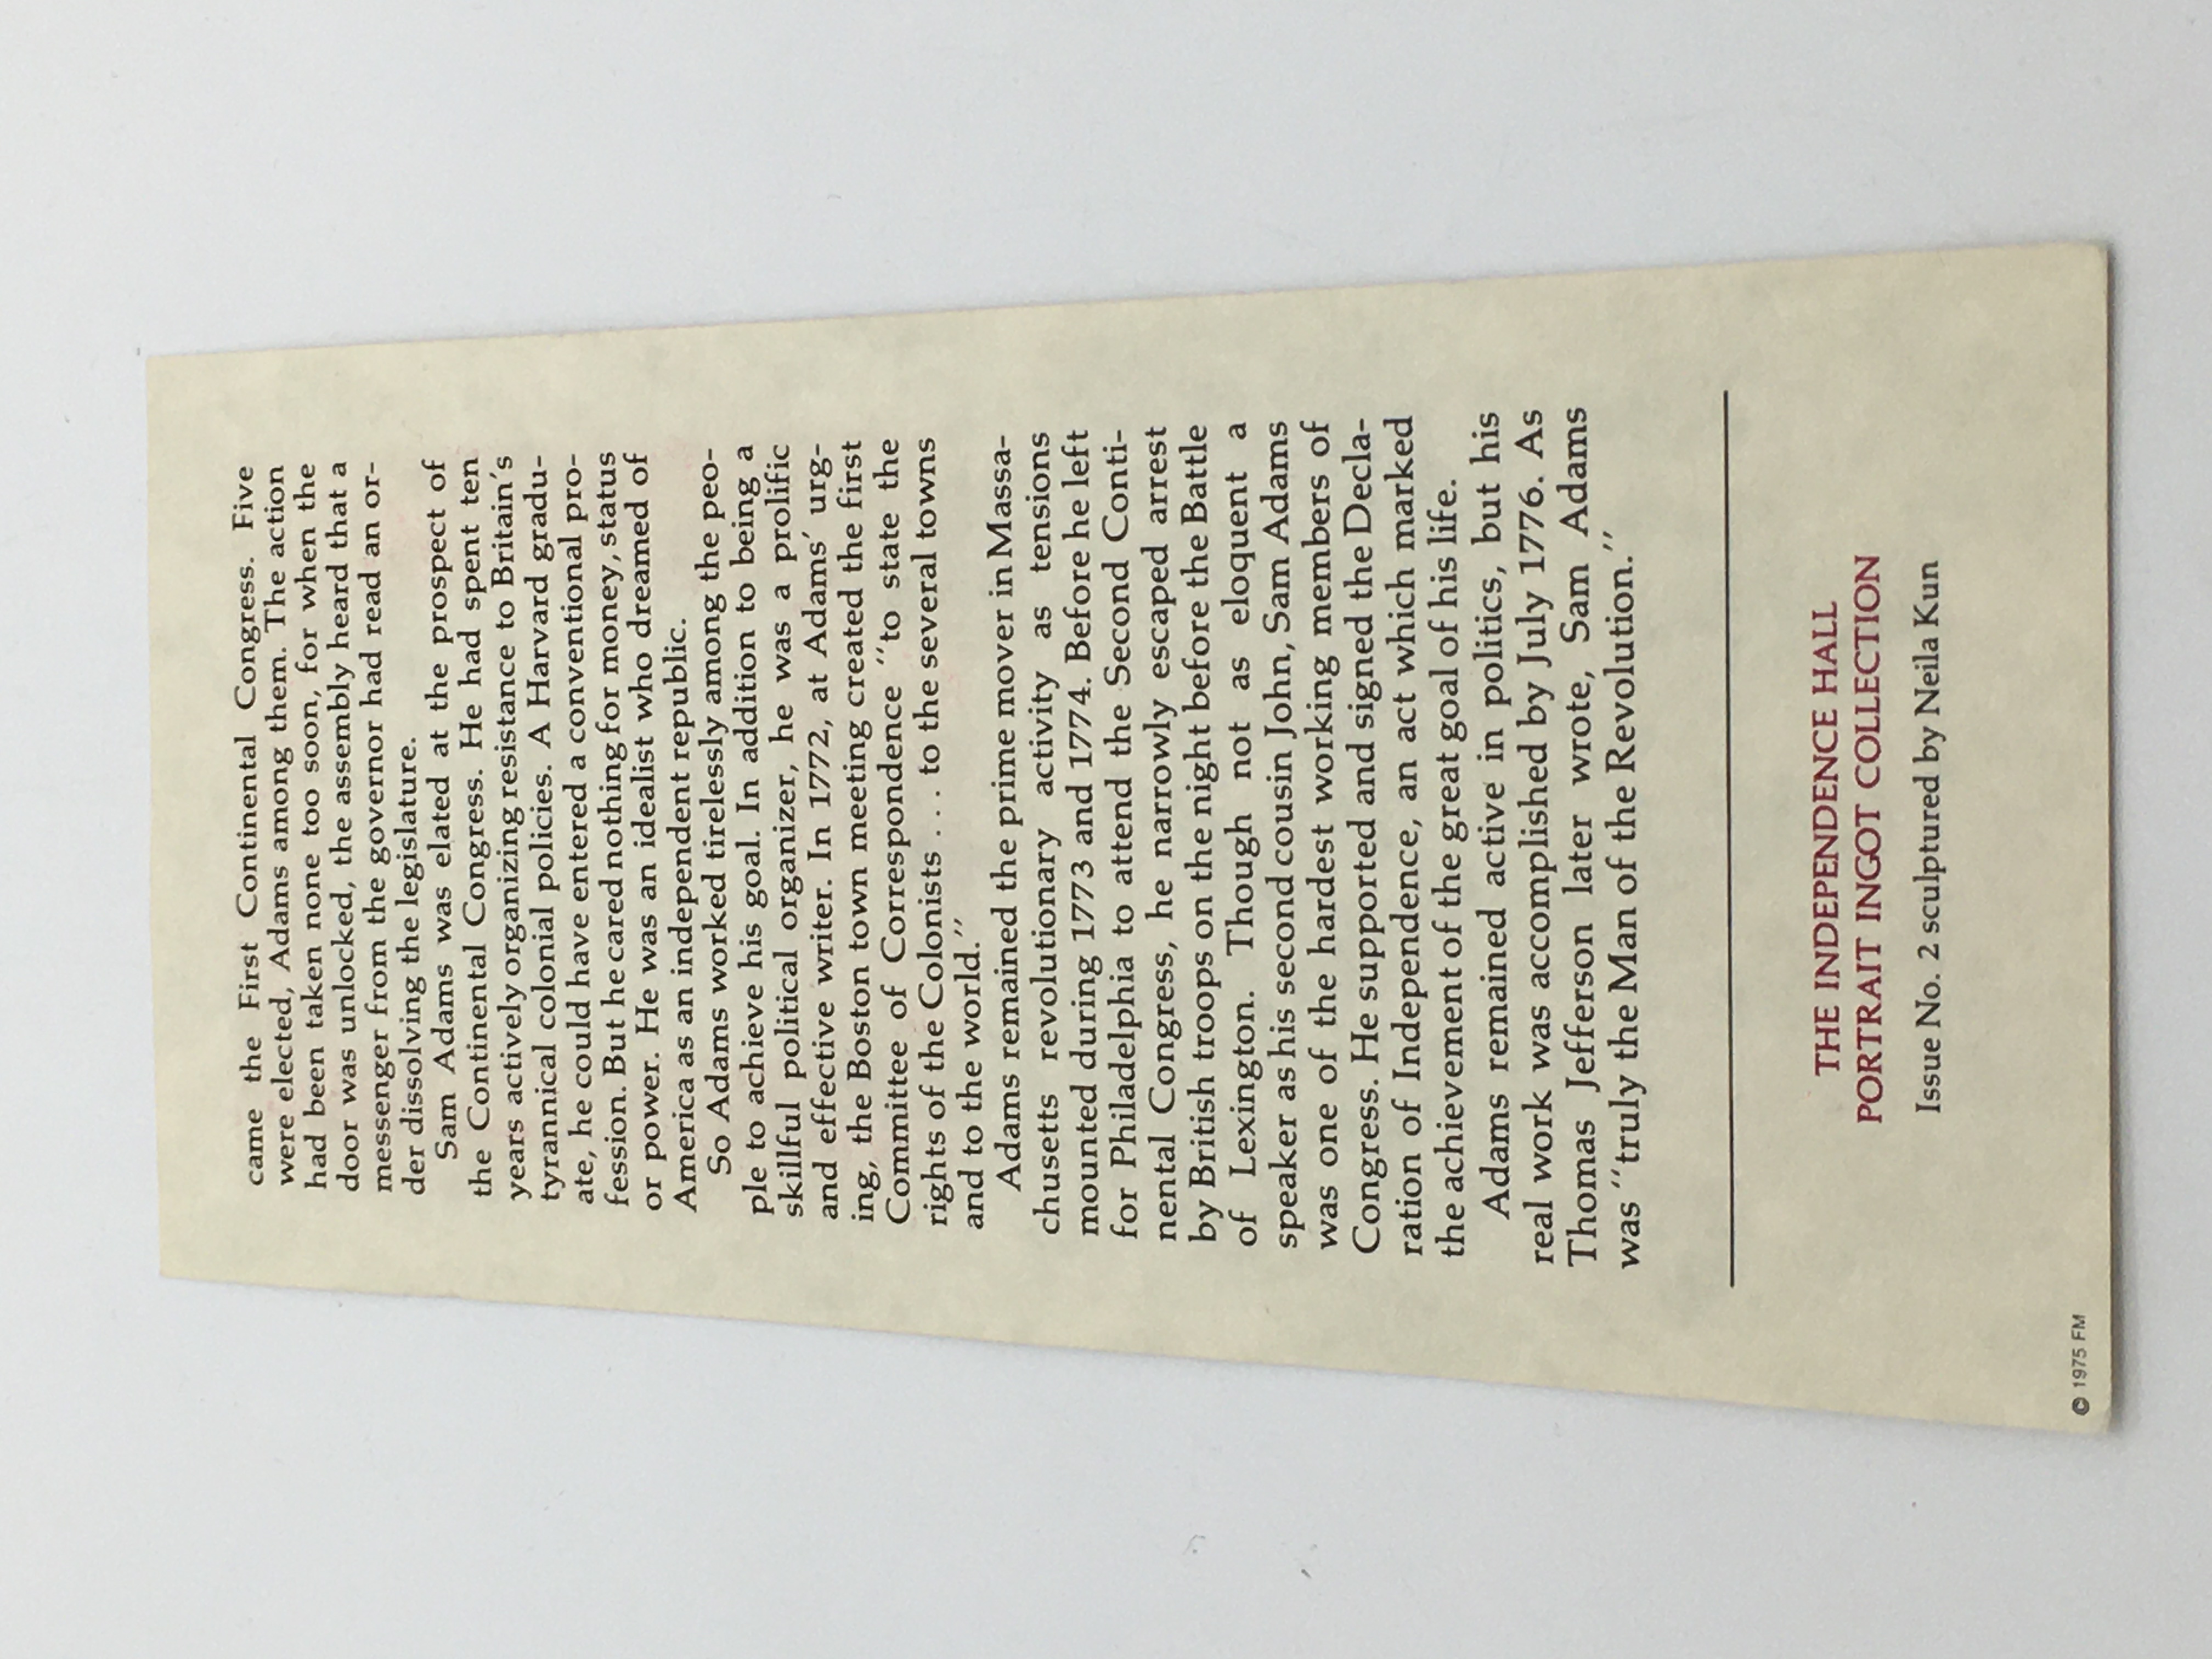 came the First Continental Congress. Five
were elected, Adams among them. The action
had been taken none too soon, for when the
door was unlocked, the assembly heard that a
messenger from the governor had read an or-
der dissolving the legislature.
Sam Adams was elated at the prospect of
the Continental Congress. He had spent ten
years actively organizing resistance to Britain's
tyrannical colonial policies. A Harvard gradu-
ate, he could have entered a conventional pro-
fession. But he cared nothing for money, status
or power. He was an idealist who dreamed of
America as an independent republic.
So Adams worked tirelessly among the peo-
ple to achieve his goal. In addition to being a
skillful political organizer, he was a prolific
and effective writer. In 1772, at Adams' urg-
ing, the Boston town meeting created the first
Committee of Correspondence "to state the
rights of the Colonists . . . to the several towns
and to the world."
Adams remained the prime mover in Massa-
chusetts revolutionary activity as tensions
mounted during 1773 and 1774. Before he left
for Philadelphia to attend the Second Conti-
nental Congress, he narrowly escaped arrest
by British troops on the night before the Battle
of Lexington. Though not as eloquent a
speaker as his second cousin John, Sam Adams
was one of the hardest working members of
Congress. He supported and signed the Decla-
ration of Independence, an act which marked
the achievement of the great goal of his life.
Adams remained active in politics, but his
real work was accomplished by July 1776. As
Thomas Jefferson later wrote, Sam Adams
was "truly the Man of the Revolution."
THE INDEPENDENCE HALL
PORTRAIT INGOT COLLECTION
Issue No. 2 sculptured by Neila Kun
© 1975 FM